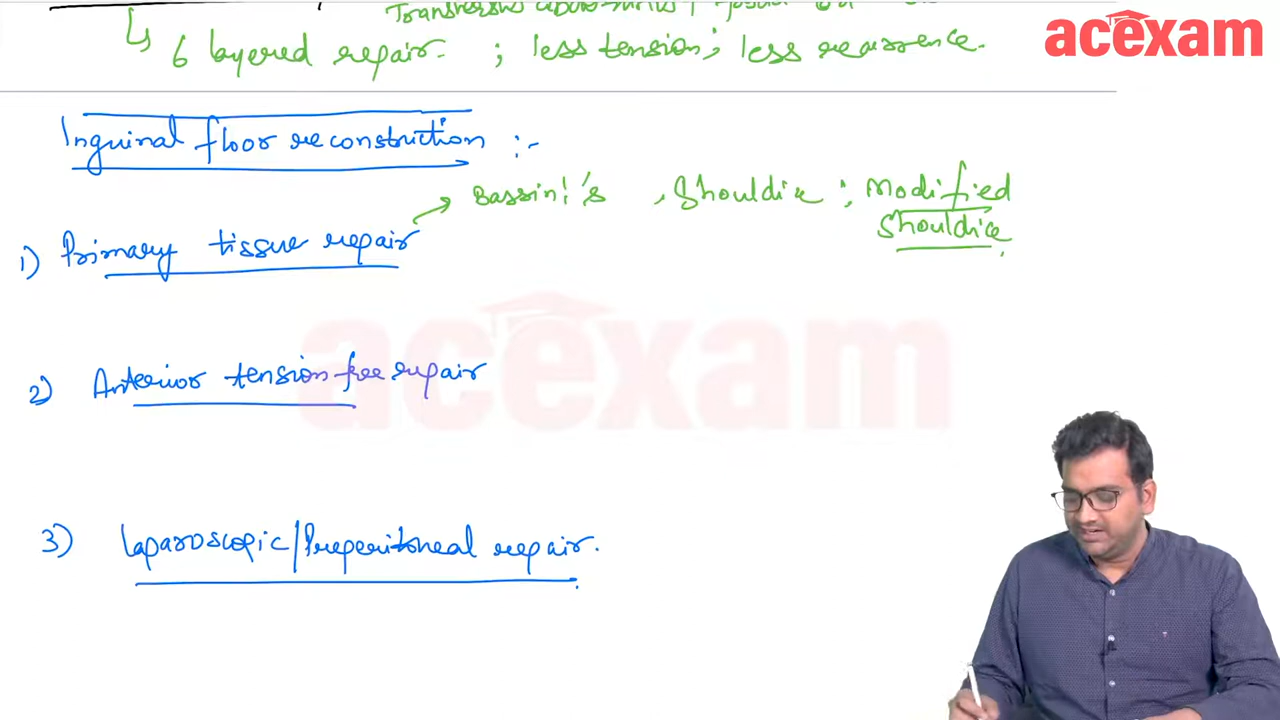 6 layered repair. ; less tension; less recurrence.
acexam
Inguinal floor reconstruction :-
Bassini's , Shouldice ; Modified
Shouldice
1) Primary tissue repair
acexam
2) Anterior tension free repair
3) Laparoscopic/Preperitoneal repair.